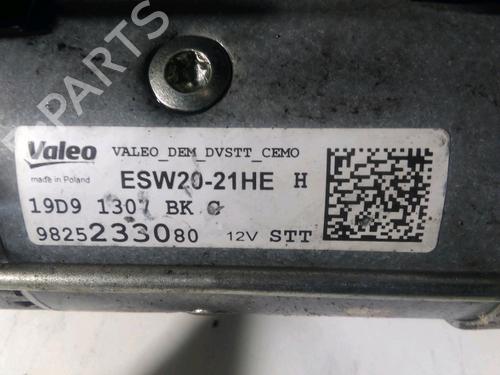 Valeo VALEO_DEM_DVSTT_CEMO
made in Poland ESW20-21HE H
19D9 1307 BK G
9825233080 12V STT
B-PARTS